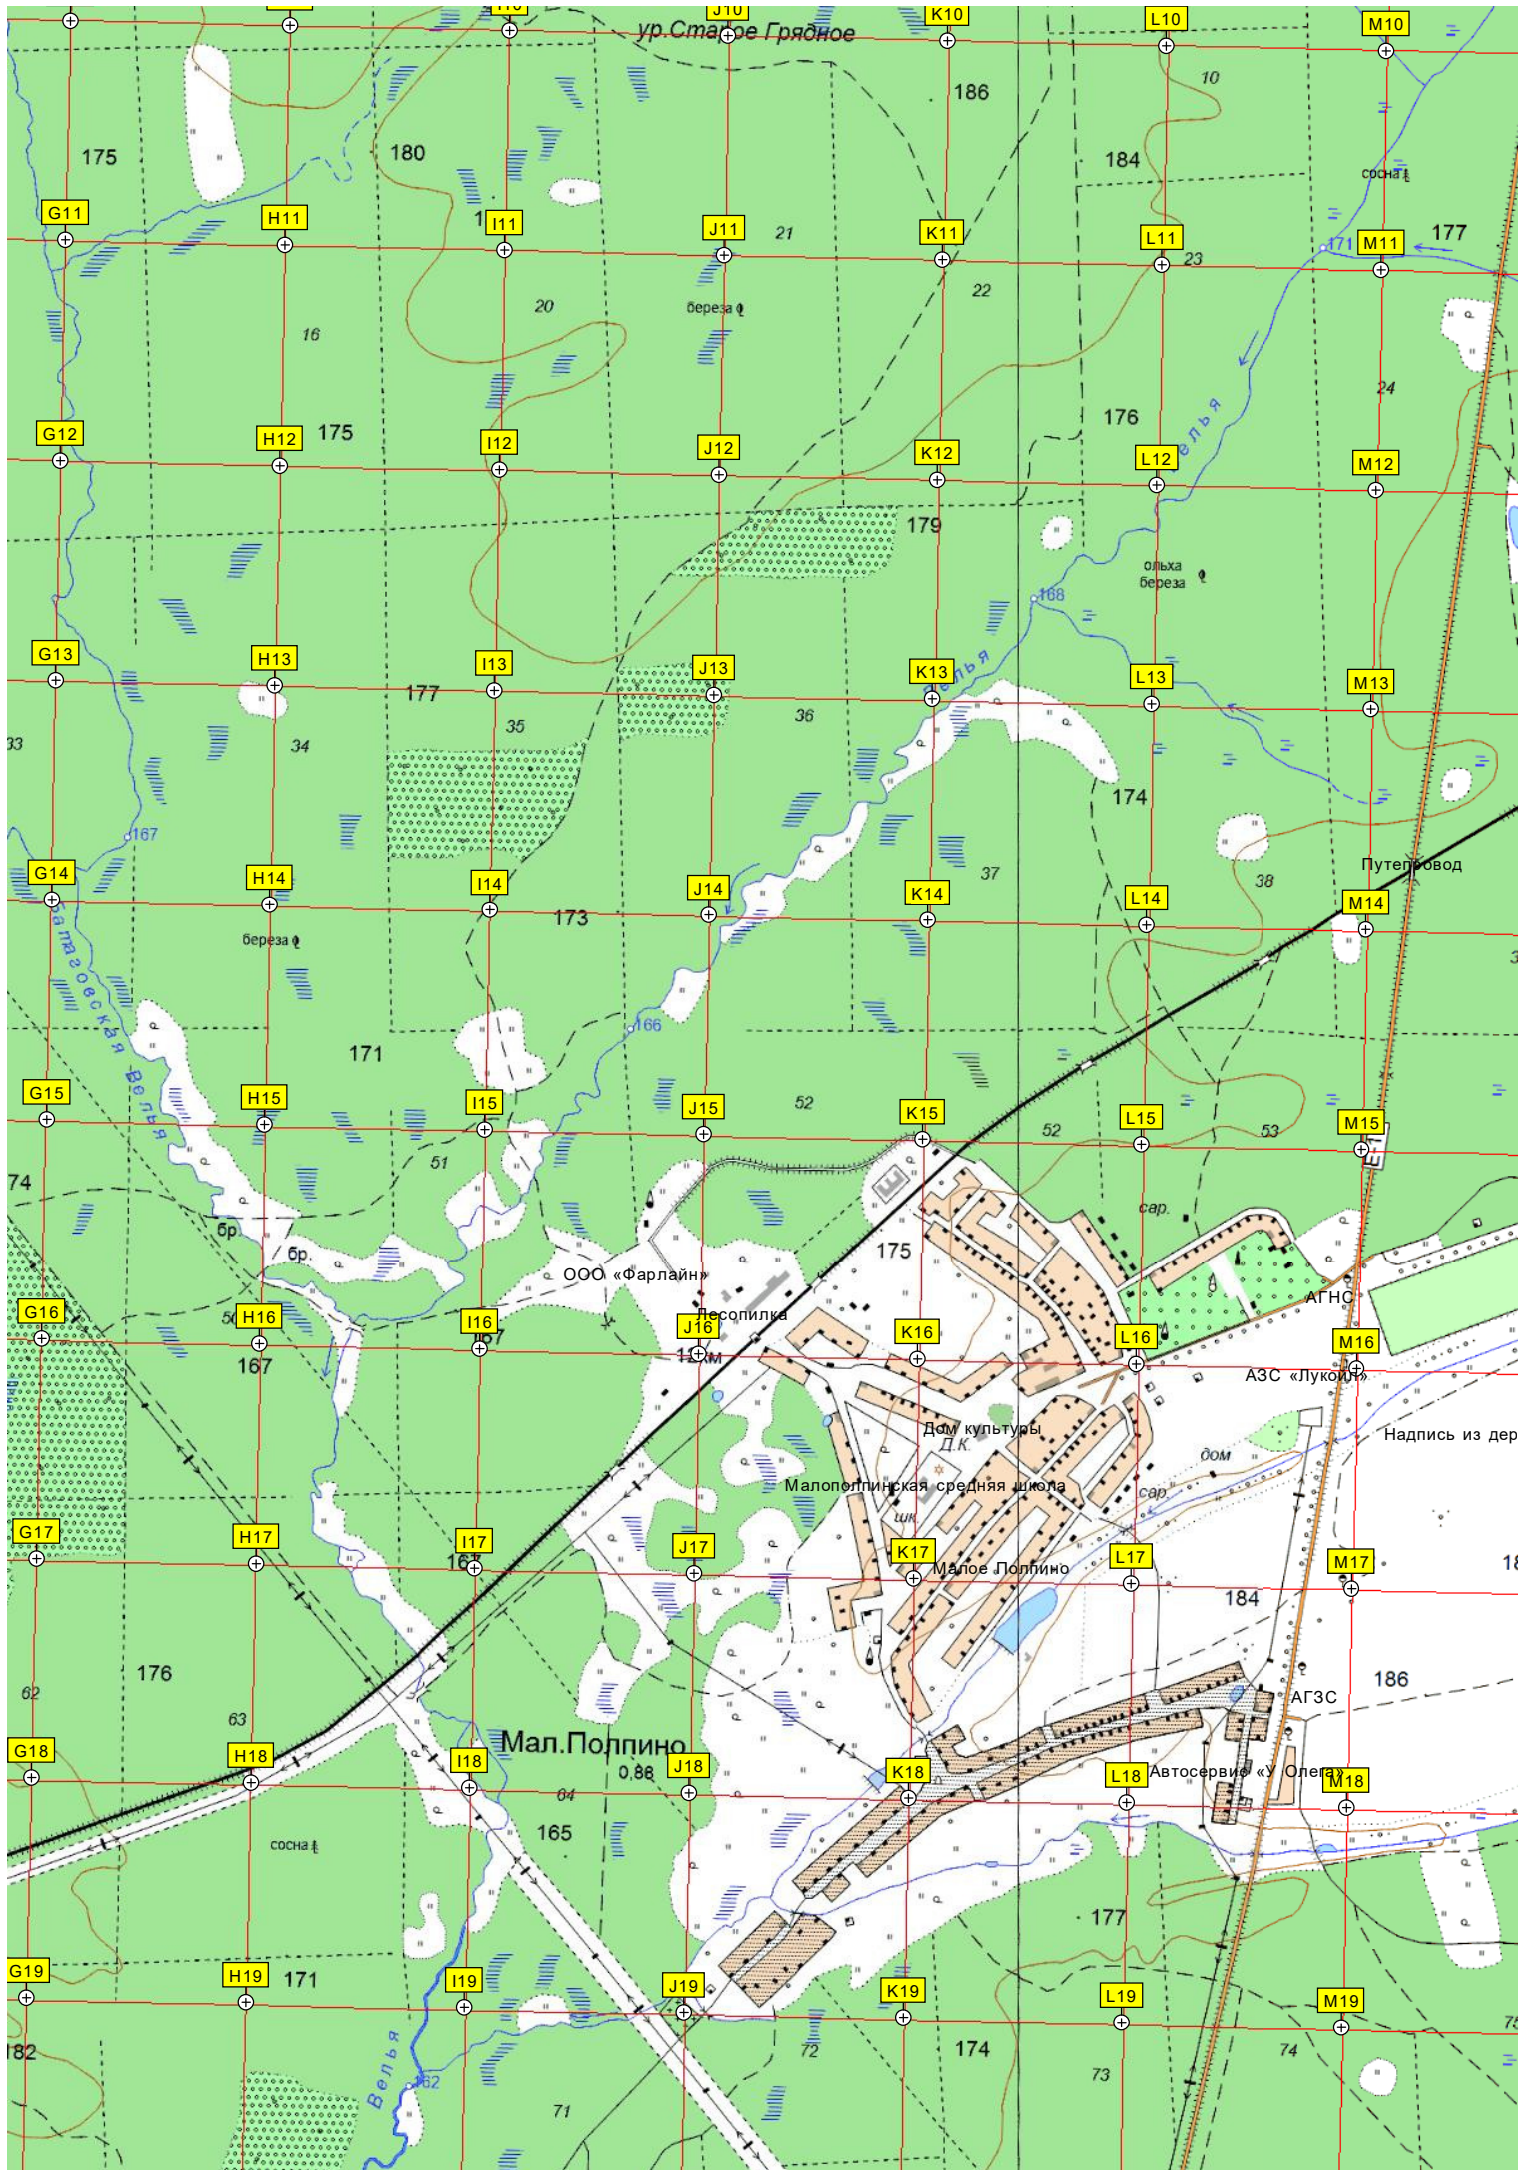 J10
K10
L10
M10
ур.Старое Грядное
186
10
175
180
184
сосна
G11
H11
I11
J11
21
K11
L11
23
171
M11
177
16
20
береза
22
24
G12
H12
175
I12
J12
K12
176
L12
M12
179
ольха
береза
168
G13
H13
177
I13
J13
K13
L13
M13
33
34
35
36
174
167
Путепровод
G14
H14
I14
173
J14
37
K14
L14
38
M14
береза
166
171
G15
H15
I15
J15
52
K15
52
L15
53
M15
51
Велья
74
сар.
бр.
бр.
175
ООО «Фарлайн»
АГНС
G16
H16
I16
Лесопилка
J16
K16
L16
M16
167
АЗС «Лукойл»
Дом культуры
Д.К.
Надпись из дер
дом
Малополпинская средняя школа
сар.
шк.
G17
H17
I17
J17
K17
L17
M17
Малое Полпино
184
176
186
62
63
АГЗС
Мал.Полпино
G18
H18
I18
0,88
J18
K18
L18
Автосервис «У Олега»
M18
64
165
сосна
177
G19
H19
171
I19
J19
K19
L19
M19
182
Велья
162
72
174
73
74
75
71